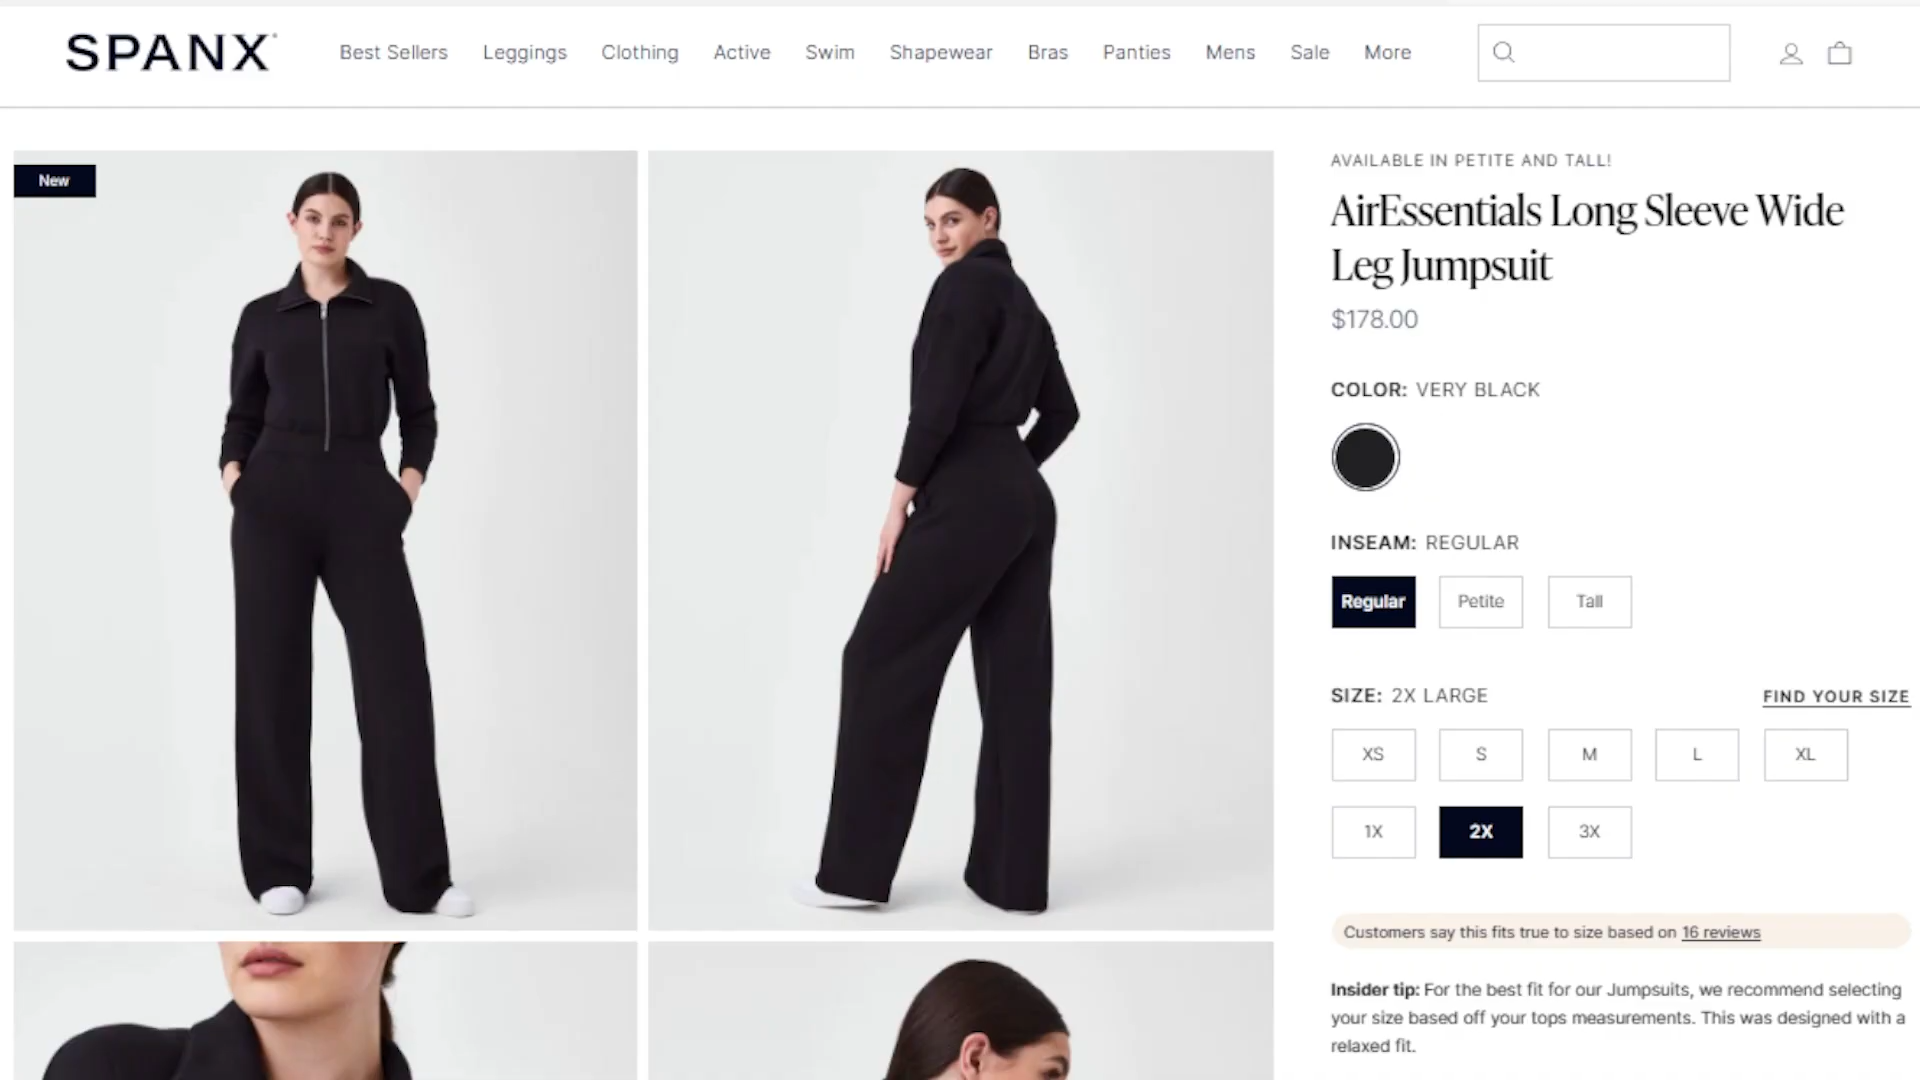 SPANX
Best Sellers Leggings Clothing Active Swim Shapewear Bras Panties Mens Sale More
New
AVAILABLE IN PETITE AND TALL!
AirEssentials Long Sleeve Wide
Leg Jumpsuit
$178.00
COLOR: VERY BLACK
INSEAM: REGULAR
Regular Petite Tall
SIZE: 2X LARGE FIND YOUR SIZE
XS S M L XL
1X 2X 3X
Customers say this fits true to size based on 16 reviews
Insider tip: For the best fit for our Jumpsuits, we recommend selecting
your size based off your tops measurements. This was designed with a
relaxed fit.